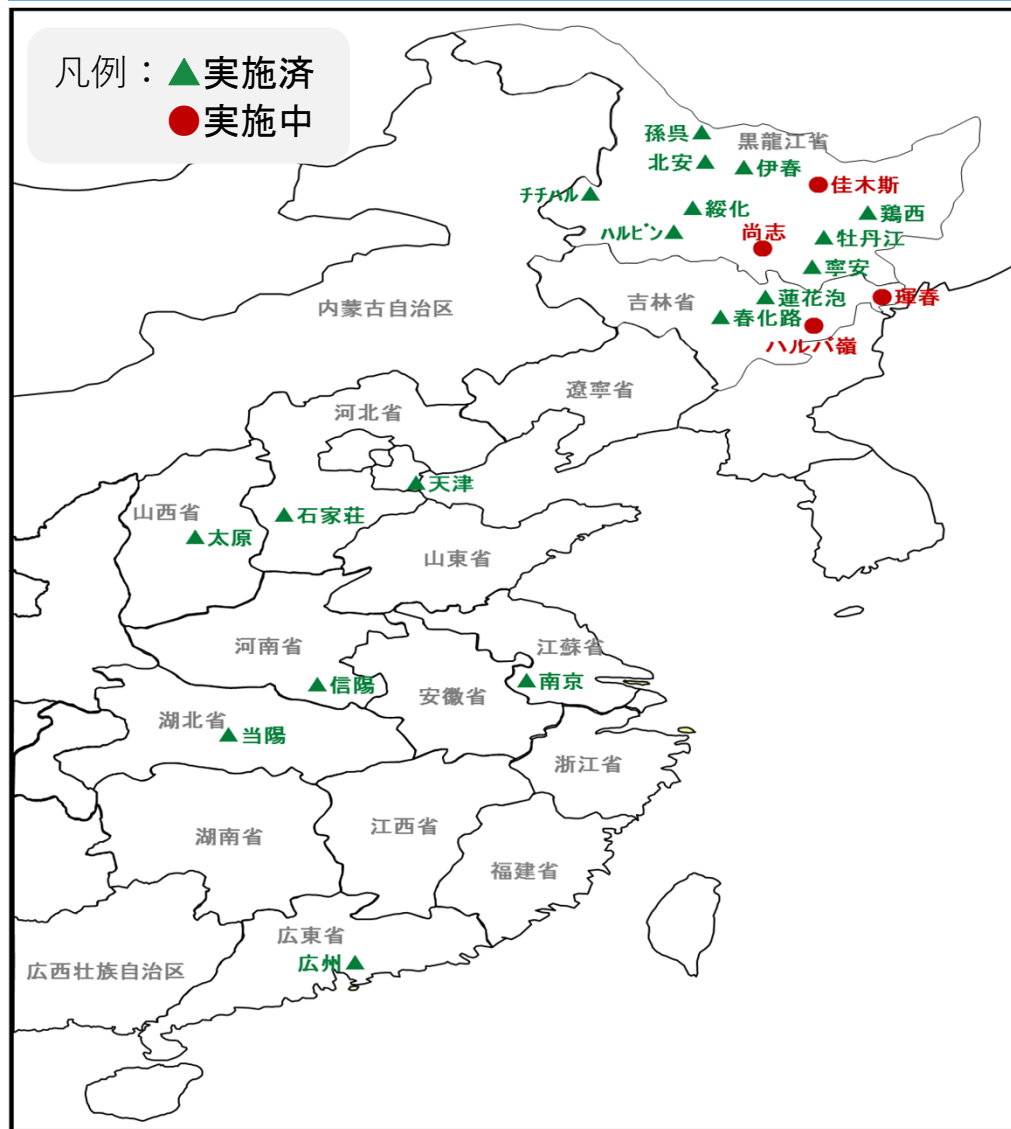 凡例：▲実施済
●実施中
孫呉
黒龍江省
北安
伊春
佳木斯
チチハル
綏化
鶏西
ハルビン
尚志
牡丹江
寧安
内蒙古自治区
吉林省
蓮花泡
琿春
春化路
ハルバ嶺
遼寧省
河北省
天津
山西省
石家荘
太原
山東省
河南省
江蘇省
信陽
安徽省
南京
湖北省
当陽
浙江省
湖南省
江西省
福建省
広東省
広州
広西壮族自治区